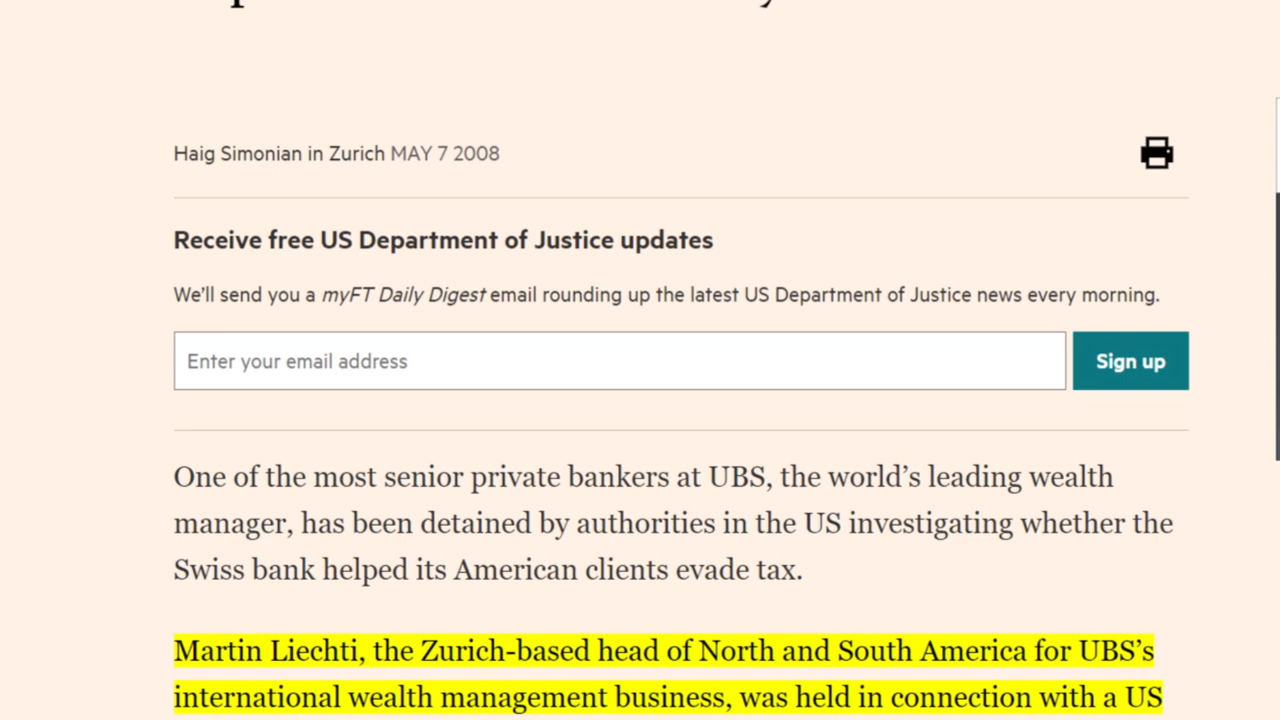 Haig Simonian in Zurich MAY 7 2008
Receive free US Department of Justice updates
We'll send you a myFT Daily Digest email rounding up the latest US Department of Justice news every morning.
Enter your email address
Sign up
One of the most senior private bankers at UBS, the world's leading wealth
manager, has been detained by authorities in the US investigating whether the
Swiss bank helped its American clients evade tax.
Martin Liechti, the Zurich-based head of North and South America for UBS's
international wealth management business, was held in connection with a US